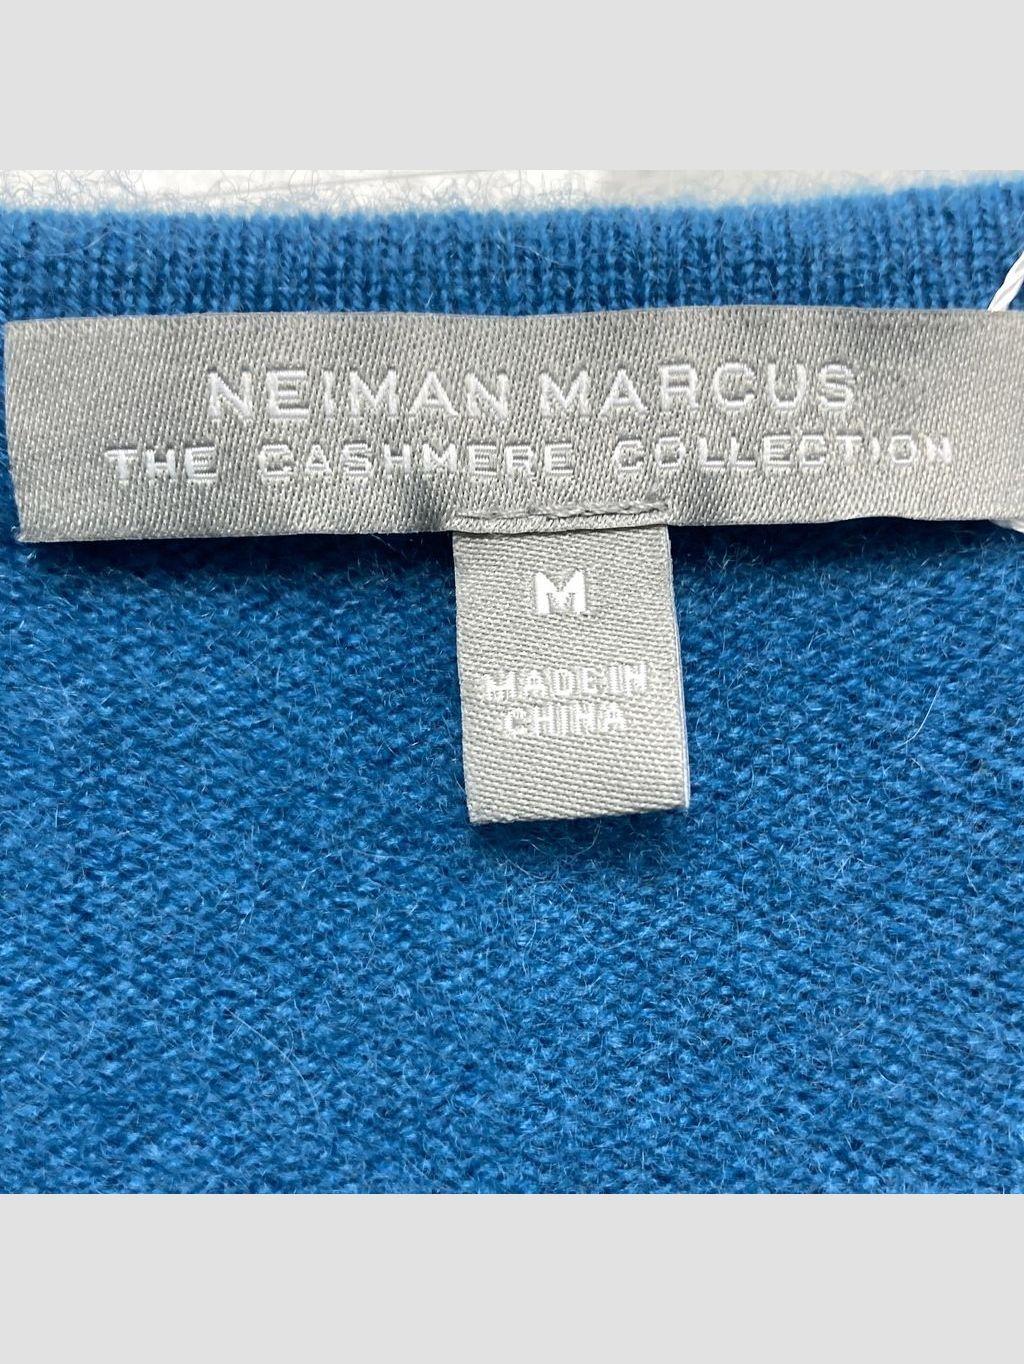 NEIMAN MARCUS
THE CASHMERE COLLECTION
M
MADE IN
CHINA